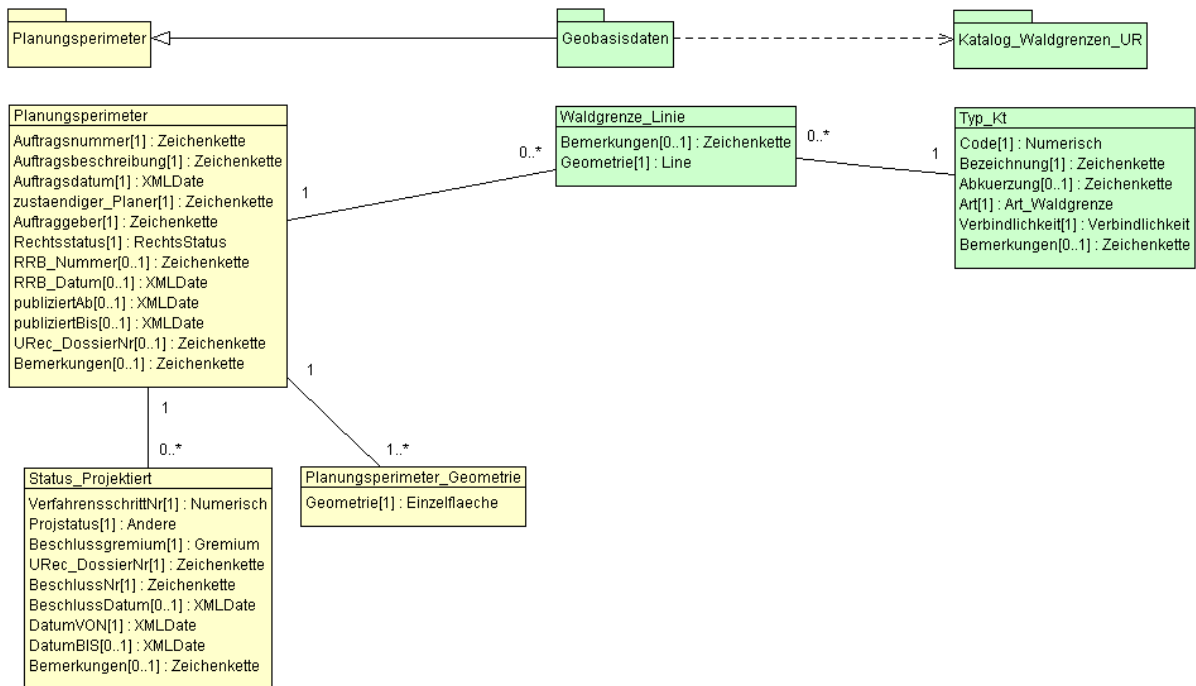 Planungsperimeter
Geobasisdaten
Katalog_Waldgrenzen_UR
Planungsperimeter
Auftragsnummer[1] : Zeichenkette
Auftragsbeschreibung[1] : Zeichenkette
Auftragsdatum[1] : XMLDate
zustaendiger_Planer[1] : Zeichenkette
Auftraggeber[1] : Zeichenkette
Rechtsstatus[1] : RechtsStatus
RRB_Nummer[0..1] : Zeichenkette
RRB_Datum[0..1] : XMLDate
publiziertAb[0..1] : XMLDate
publiziertBis[0..1] : XMLDate
URec_DossierNr[0..1] : Zeichenkette
Bemerkungen[0..1] : Zeichenkette
1
0..*
Waldgrenze_Linie
Bemerkungen[0..1] : Zeichenkette
Geometrie[1] : Line
0..*
1
Typ_Kt
Code[1] : Numerisch
Bezeichnung[1] : Zeichenkette
Abkuerzung[0..1] : Zeichenkette
Art[1] : Art_Waldgrenze
Verbindlichkeit[1] : Verbindlichkeit
Bemerkungen[0..1] : Zeichenkette
1
0..*
1
1..*
Status_Projektiert
VerfahrensschrittNr[1] : Numerisch
Projstatus[1] : Andere
Beschlussgremium[1] : Gremium
URec_DossierNr[1] : Zeichenkette
BeschlussNr[1] : Zeichenkette
BeschlussDatum[0..1] : XMLDate
DatumVON[1] : XMLDate
DatumBIS[0..1] : XMLDate
Bemerkungen[0..1] : Zeichenkette
Planungsperimeter_Geometrie
Geometrie[1] : Einzelflaeche